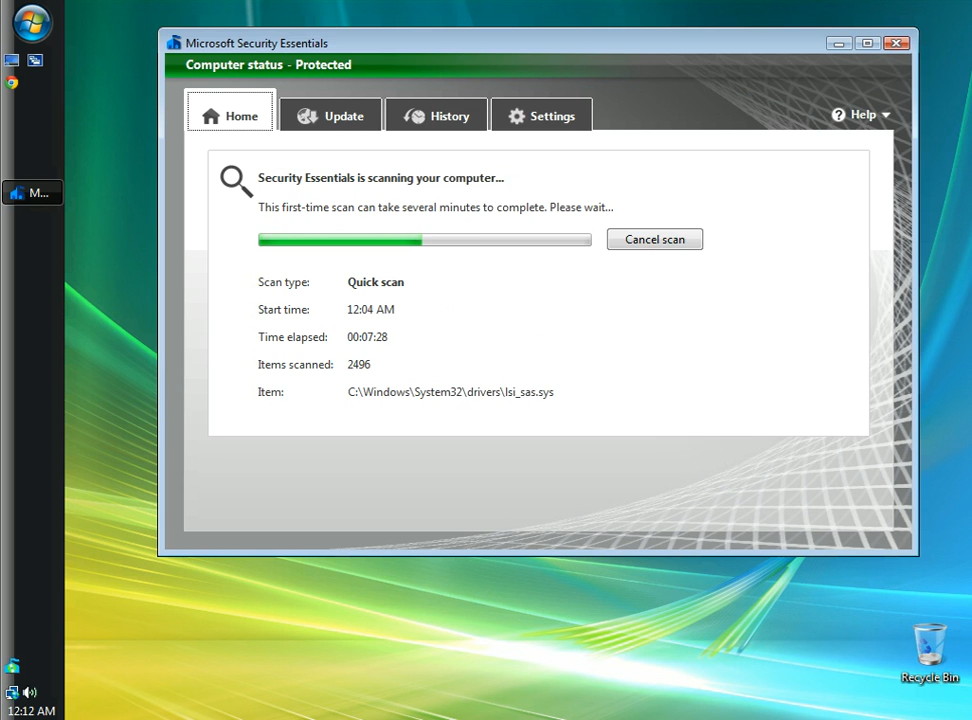 Microsoft Security Essentials
Computer status - Protected
Home
Update
History
Settings
Help
Security Essentials is scanning your computer...
This first-time scan can take several minutes to complete. Please wait...
Cancel scan
Scan type: Quick scan
Start time: 12:04 AM
Time elapsed: 00:07:28
Items scanned: 2496
Item: C:\Windows\System32\drivers\lsi_sas.sys
M...
Recycle Bin
12:12 AM